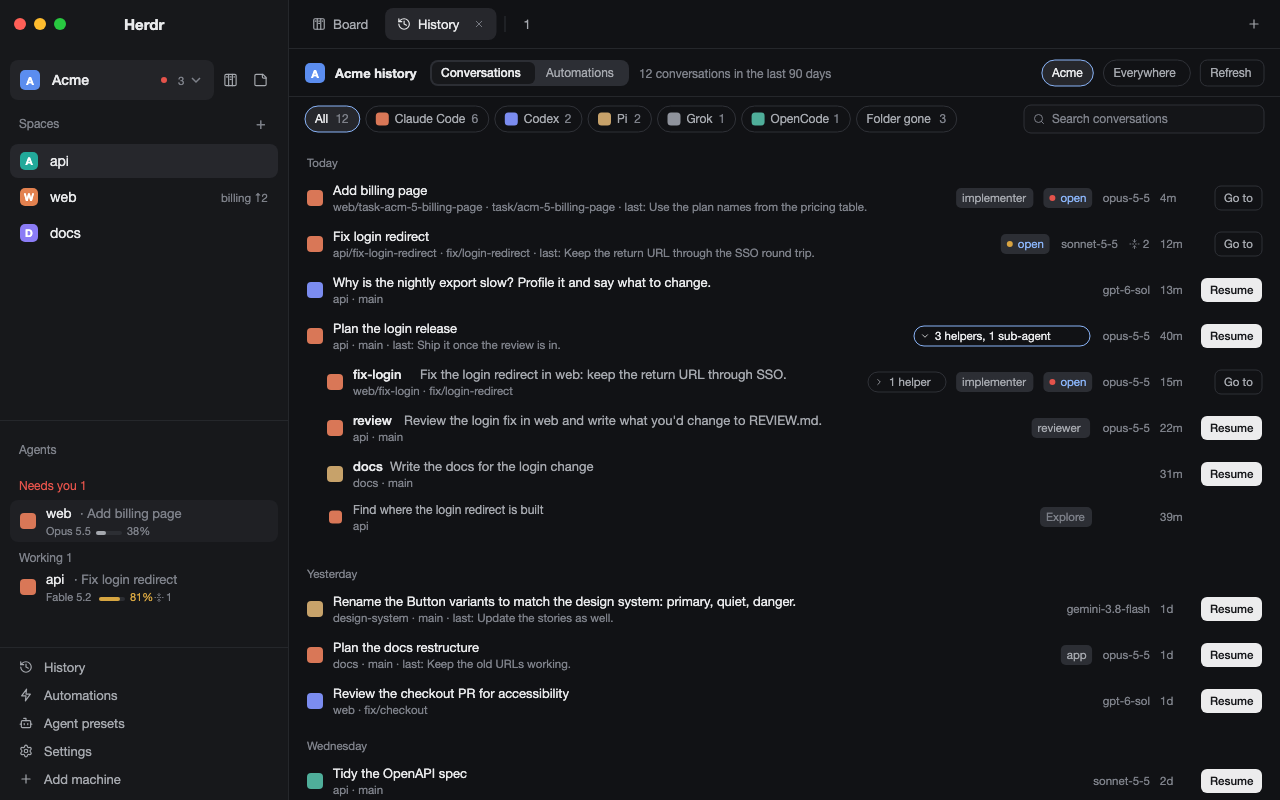 Herdr
A Acme 3
Spaces
A api
W web billing ↑2
D docs
Agents
Needs you 1
web · Add billing page
Opus 5.5 38%
Working 1
api · Fix login redirect
Fable 5.2 81% 1
History
Automations
Agent presets
Settings
Add machine
Board History 1
A Acme history Conversations Automations 12 conversations in the last 90 days Acme Everywhere Refresh
All 12 Claude Code 6 Codex 2 Pi 2 Grok 1 OpenCode 1 Folder gone 3 Search conversations
Today
Add billing page implementer open opus-5-5 4m Go to
web/task-acm-5-billing-page · task/acm-5-billing-page · last: Use the plan names from the pricing table.
Fix login redirect open sonnet-5-5 2 12m Go to
api/fix-login-redirect · fix/login-redirect · last: Keep the return URL through the SSO round trip.
Why is the nightly export slow? Profile it and say what to change. gpt-6-sol 13m Resume
api · main
Plan the login release 3 helpers, 1 sub-agent opus-5-5 40m Resume
api · main · last: Ship it once the review is in.
fix-login Fix the login redirect in web: keep the return URL through SSO. 1 helper implementer open opus-5-5 15m Go to
web/fix-login · fix/login-redirect
review Review the login fix in web and write what you'd change to REVIEW.md. reviewer opus-5-5 22m Resume
api · main
docs Write the docs for the login change 31m Resume
docs · main
Find where the login redirect is built Explore 39m
api
Yesterday
Rename the Button variants to match the design system: primary, quiet, danger. gemini-3.8-flash 1d Resume
design-system · main · last: Update the stories as well.
Plan the docs restructure app opus-5-5 1d Resume
docs · main · last: Keep the old URLs working.
Review the checkout PR for accessibility gpt-6-sol 1d Resume
web · fix/checkout
Wednesday
Tidy the OpenAPI spec sonnet-5-5 2d Resume
api · main